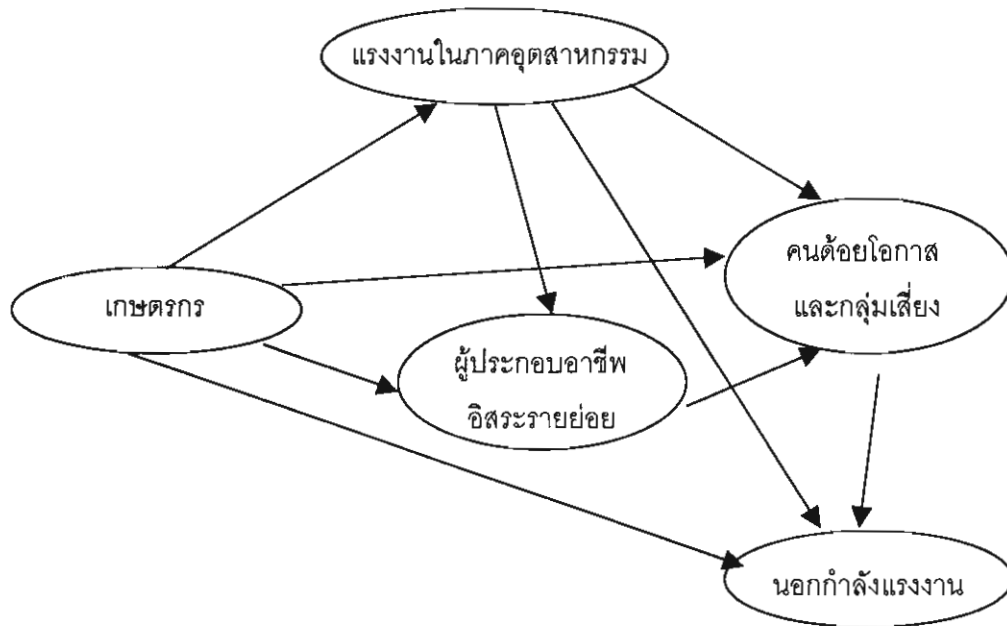 แรงงานในภาคอุตสาหกรรม
คนด้อยโอกาส
และกลุ่มเสี่ยง
เกษตรกร
ผู้ประกอบอาชีพ
อิสระรายย่อย
นอกกำลังแรงงาน